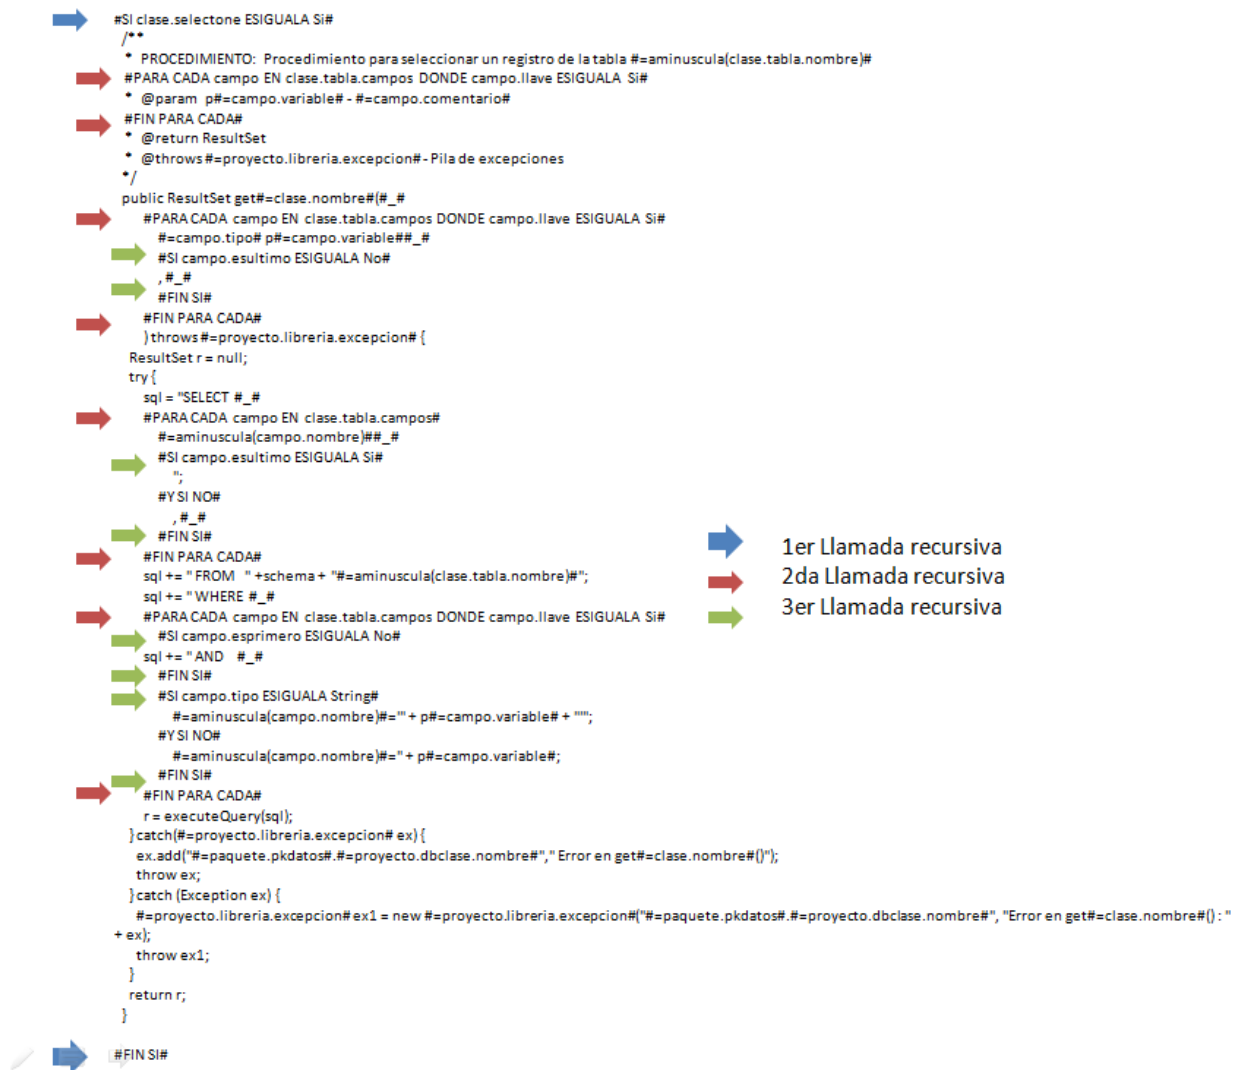 #SI clase.selectone ESIGUALA Si#
/**
* PROCEDIMIENTO: Procedimiento para seleccionar un registro de la tabla #=aminuscula(clase.tabla.nombre)#
#PARA CADA campo EN clase.tabla.campos DONDE campo.llave ESIGUALA Si#
* @param p#=campo.variable# - #=campo.comentario#
#FIN PARA CADA#
* @return ResultSet
* @throws #=proyecto.libreria.excepcion# - Pila de excepciones
*/
public ResultSet get#=clase.nombre#(#_#
#PARA CADA campo EN clase.tabla.campos DONDE campo.llave ESIGUALA Si#
#=campo.tipo# p#=campo.variable##_#
#SI campo.esultimo ESIGUALA No#
, #_#
#FIN SI#
#FIN PARA CADA#
) throws #=proyecto.libreria.excepcion# {
ResultSet r = null;
try {
sql = "SELECT #_#
#PARA CADA campo EN clase.tabla.campos#
#=aminuscula(campo.nombre)##_#
#SI campo.esultimo ESIGUALA Si#
";
#Y SI NO#
, #_#
#FIN SI#
#FIN PARA CADA#
sql += " FROM " +schema + "#=aminuscula(clase.tabla.nombre)#";
sql += " WHERE #_#
#PARA CADA campo EN clase.tabla.campos DONDE campo.llave ESIGUALA Si#
#SI campo.esprimero ESIGUALA No#
sql += " AND #_#
#FIN SI#
#SI campo.tipo ESIGUALA String#
#=aminuscula(campo.nombre)#='" + p#=campo.variable# + "'";
#Y SI NO#
#=aminuscula(campo.nombre)#=" + p#=campo.variable#;
#FIN SI#
#FIN PARA CADA#
r = executeQuery(sql);
} catch(#=proyecto.libreria.excepcion# ex) {
ex.add("#=paquete.pkdatos#.#=proyecto.dbclase.nombre#"," Error en get#=clase.nombre#()");
throw ex;
} catch (Exception ex) {
#=proyecto.libreria.excepcion# ex1 = new #=proyecto.libreria.excepcion#("#=paquete.pkdatos#.#=proyecto.dbclase.nombre#", "Error en get#=clase.nombre#() : "
+ ex);
throw ex1;
}
return r;
}
#FIN SI#
1er Llamada recursiva
2da Llamada recursiva
3er Llamada recursiva